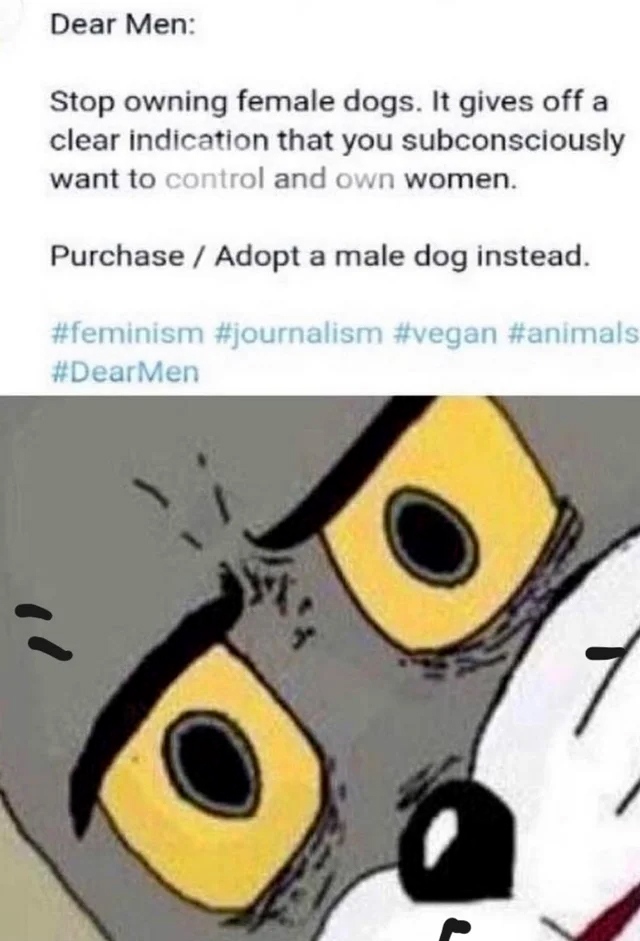 Dear Men:
Stop owning female dogs. It gives off a
clear indication that you subconsciously
want to control and own women.
Purchase / Adopt a male dog instead.
#feminism #journalism #vegan #animals
#DearMen